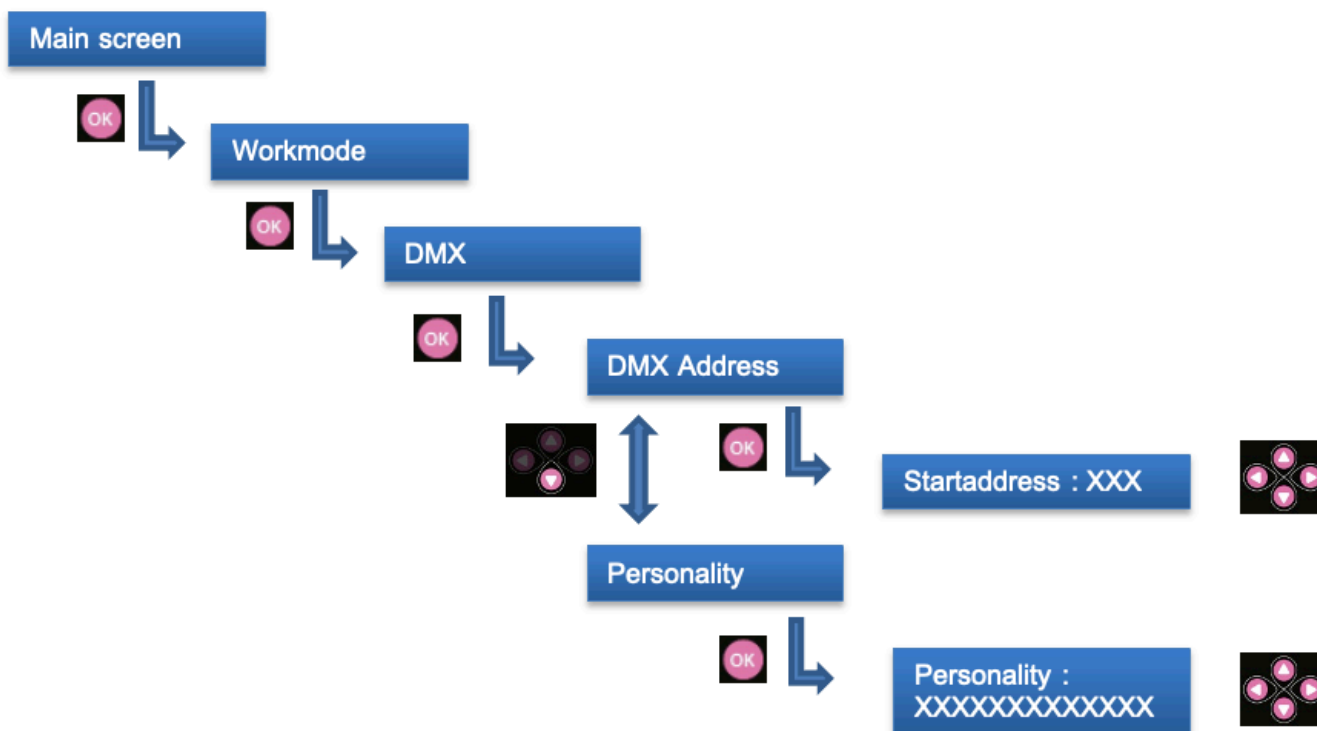 Main screen
OK
Workmode
OK
DMX
OK
DMX Address
OK
Startaddress : XXX
Personality
OK
Personality :
XXXXXXXXXXXXX